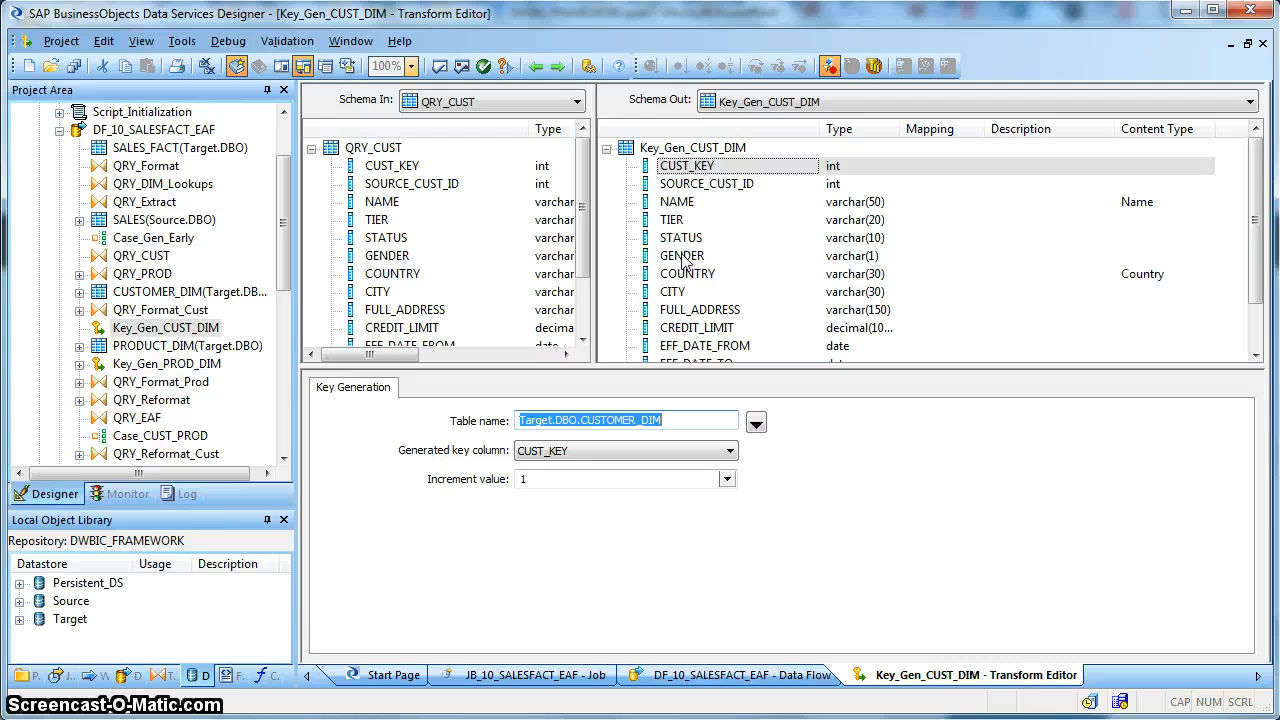 SAP BusinessObjects Data Services Designer - [Key_Gen_CUST_DIM - Transform Editor]
Project Edit View Tools Debug Validation Window Help
100%
Project Area
Script_Initialization
DF_10_SALESFACT_EAF
SALES_FACT(Target.DBO)
QRY_Format
QRY_DIM_Lookups
QRY_Extract
SALES(Source.DBO)
Case_Gen_Early
QRY_CUST
QRY_PROD
CUSTOMER_DIM(Target.DB...
QRY_Format_Cust
Key_Gen_CUST_DIM
PRODUCT_DIM(Target.DBO)
Key_Gen_PROD_DIM
QRY_Format_Prod
QRY_Reformat
QRY_EAF
Case_CUST_PROD
QRY_Reformat_Cust
Designer Monitor Log
Local Object Library
Repository: DWBIC_FRAMEWORK
Datastore Usage Description
Persistent_DS
Source
Target
P. J.. W D T. D F. C.
Schema In: QRY_CUST
Type
QRY_CUST
CUST_KEY int
SOURCE_CUST_ID int
NAME varchar
TIER varchar
STATUS varchar
GENDER varchar
COUNTRY varchar
CITY varchar
FULL_ADDRESS varchar
CREDIT_LIMIT decima
EFF_DATE_FROM date
Schema Out: Key_Gen_CUST_DIM
Type Mapping Description Content Type
Key_Gen_CUST_DIM
CUST_KEY int
SOURCE_CUST_ID int
NAME varchar(50) Name
TIER varchar(20)
STATUS varchar(10)
GENDER varchar(1)
COUNTRY varchar(30) Country
CITY varchar(30)
FULL_ADDRESS varchar(150)
CREDIT_LIMIT decimal(10...
EFF_DATE_FROM date
EFF_DATE_TO date
Key Generation
Table name: Target.DBO.CUSTOMER_DIM
Generated key column: CUST_KEY
Increment value: 1
Start Page JB_10_SALESFACT_EAF - Job DF_10_SALESFACT_EAF - Data Flow Key_Gen_CUST_DIM - Transform Editor
CAP NUM SCRL
Screencast-O-Matic.com